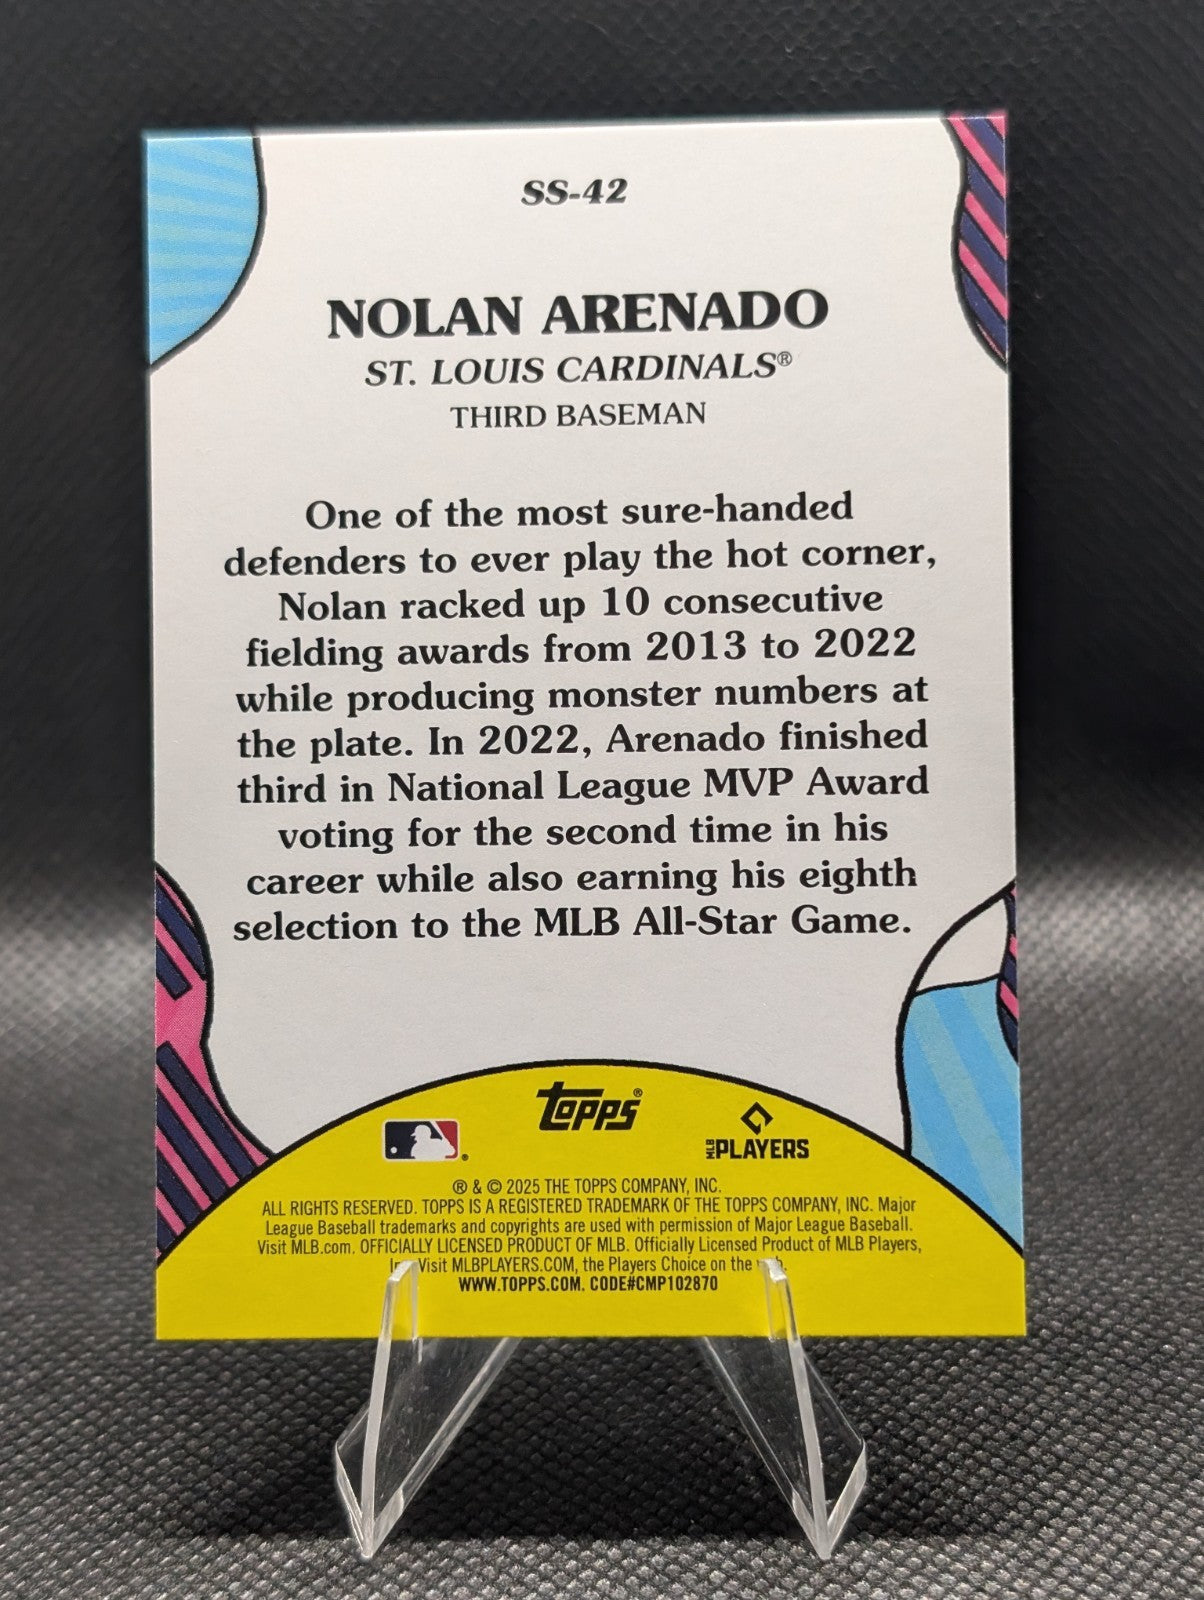 SS-42
NOLAN ARENADO
ST. LOUIS CARDINALS®
THIRD BASEMAN
One of the most sure-handed
defenders to ever play the hot corner,
Nolan racked up 10 consecutive
fielding awards from 2013 to 2022
while producing monster numbers at
the plate. In 2022, Arenado finished
third in National League MVP Award
voting for the second time in his
career while also earning his eighth
selection to the MLB All-Star Game.
topps®
®
MLB PLAYERS
® & © 2025 THE TOPPS COMPANY, INC.
ALL RIGHTS RESERVED. TOPPS IS A REGISTERED TRADEMARK OF THE TOPPS COMPANY, INC. Major
League Baseball trademarks and copyrights are used with permission of Major League Baseball.
Visit MLB.com. OFFICIALLY LICENSED PRODUCT OF MLB. Officially Licensed Product of MLB Players,
Visit MLBPLAYERS.COM, the Players Choice on the
WWW.TOPPS.COM. CODE#CMP102870